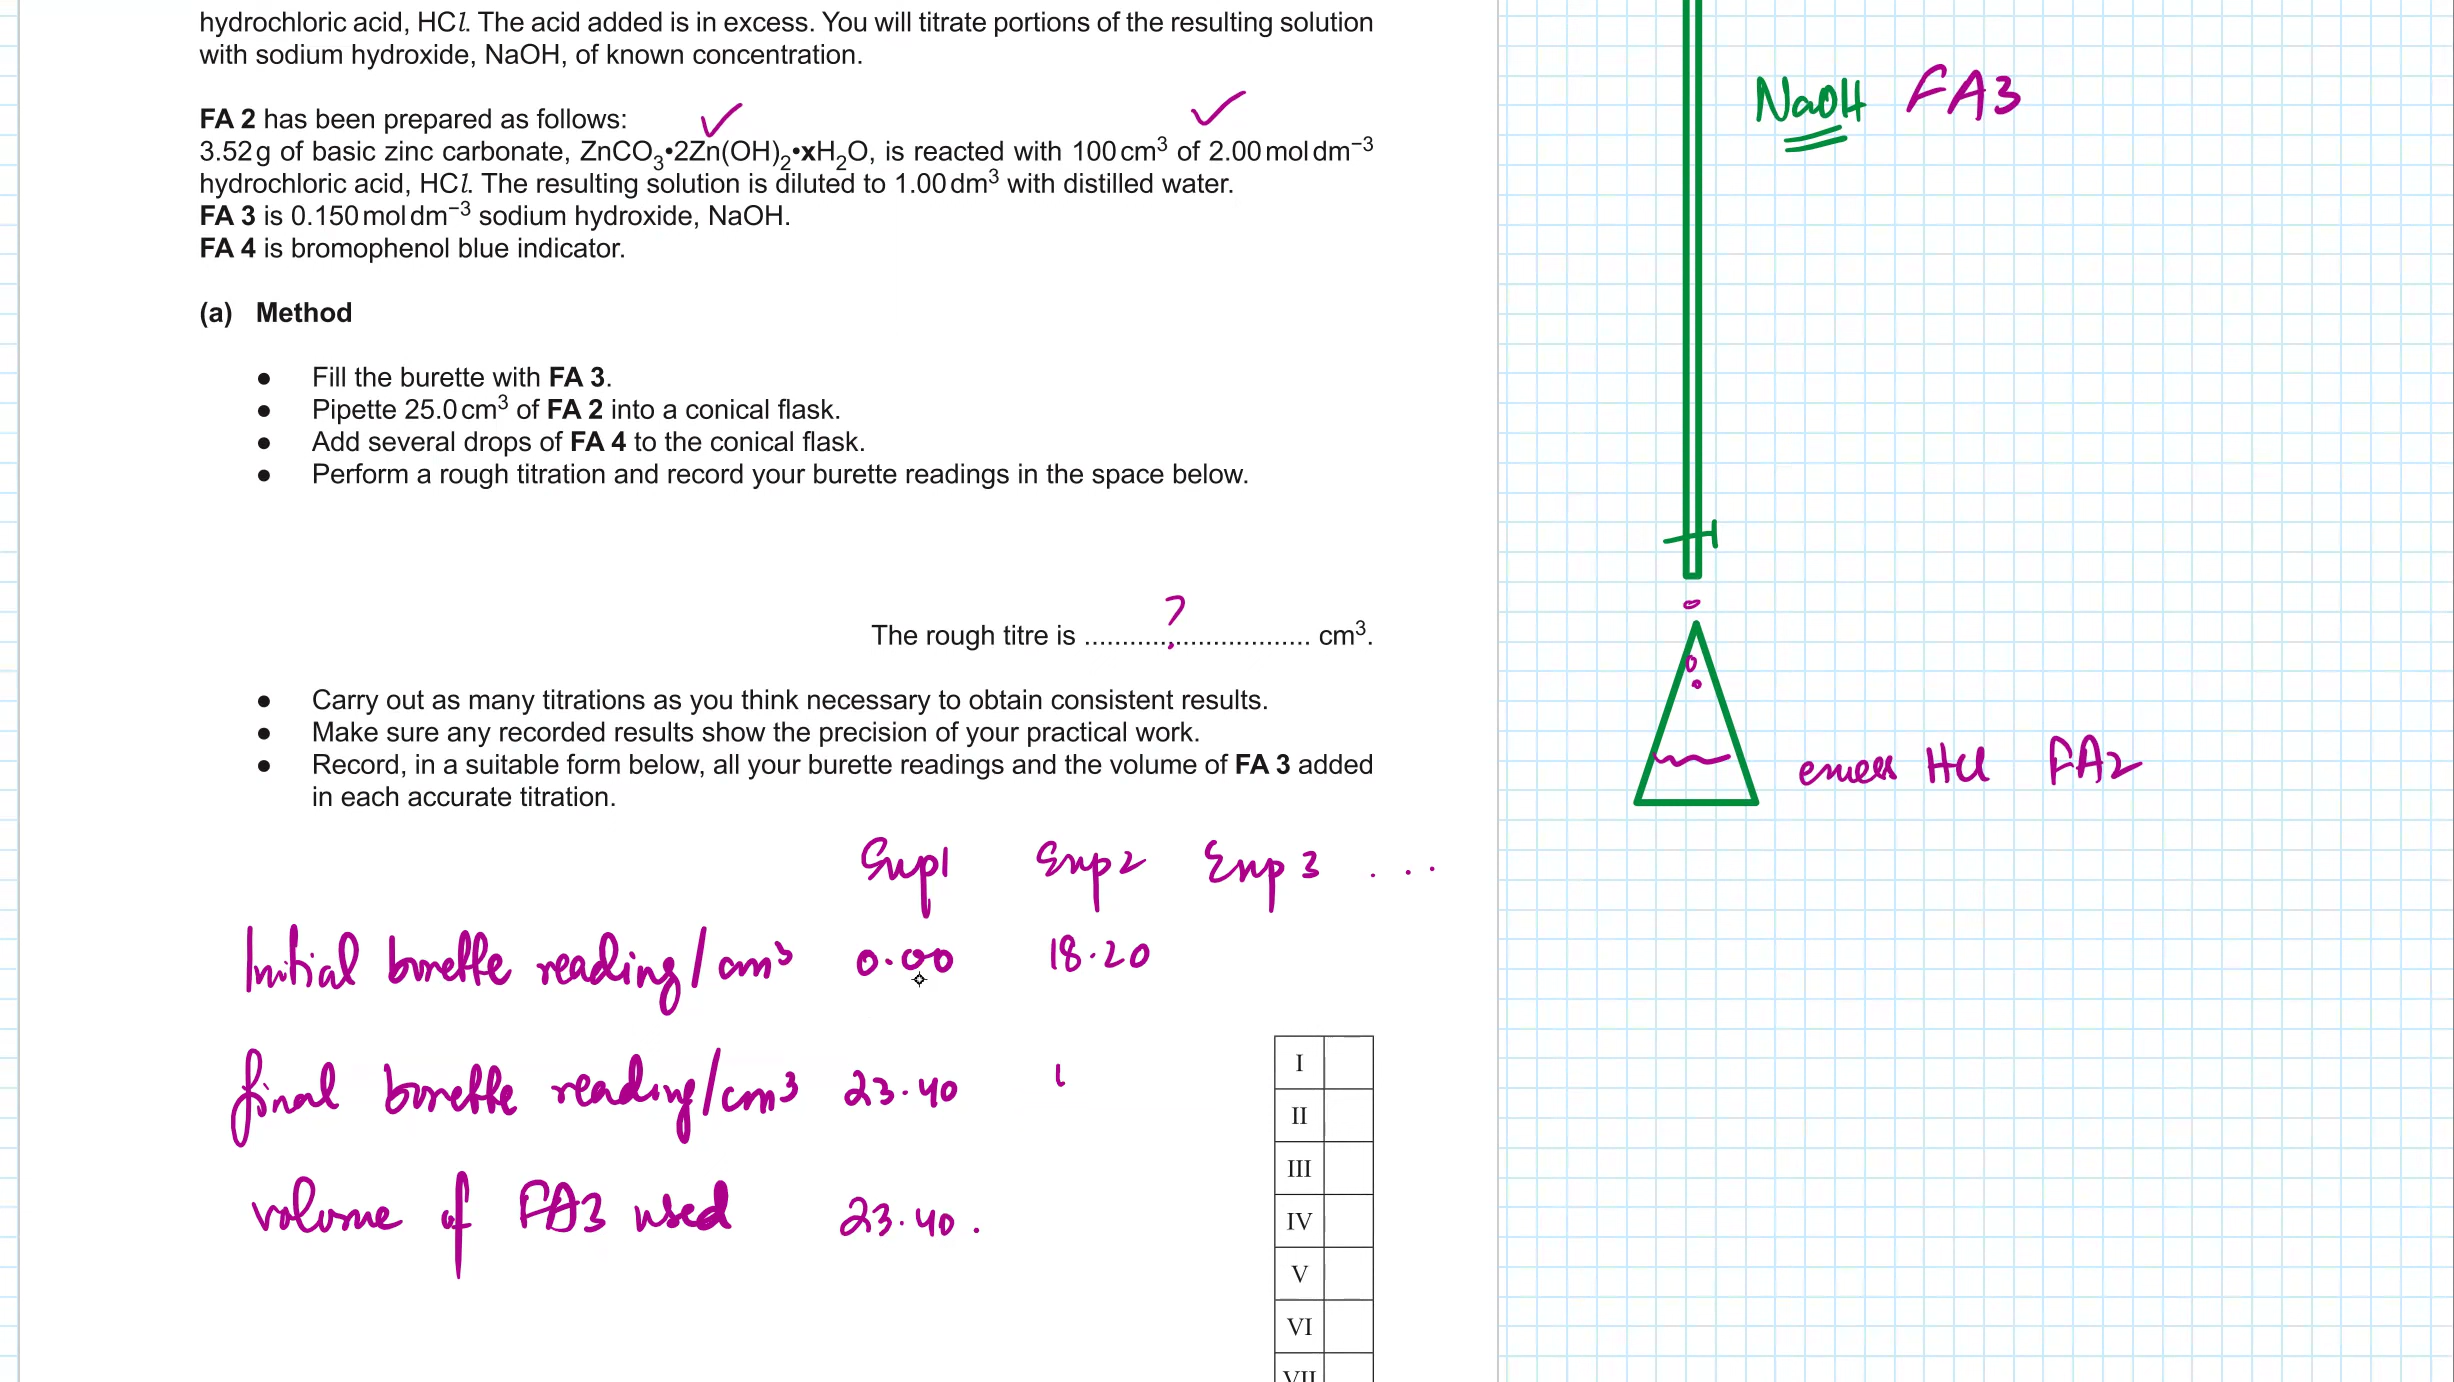 hydrochloric acid, HCl. The acid added is in excess. You will titrate portions of the resulting solution
with sodium hydroxide, NaOH, of known concentration.
FA 2 has been prepared as follows:
3.52 g of basic zinc carbonate, ZnCO₃•2Zn(OH)₂•xH₂O, is reacted with 100 cm³ of 2.00 mol dm⁻³
hydrochloric acid, HCl. The resulting solution is diluted to 1.00 dm³ with distilled water.
FA 3 is 0.150 mol dm⁻³ sodium hydroxide, NaOH.
FA 4 is bromophenol blue indicator.
(a) Method
● Fill the burette with FA 3.
● Pipette 25.0 cm³ of FA 2 into a conical flask.
● Add several drops of FA 4 to the conical flask.
● Perform a rough titration and record your burette readings in the space below.
?
The rough titre is .............................. cm³.
● Carry out as many titrations as you think necessary to obtain consistent results.
● Make sure any recorded results show the precision of your practical work.
● Record, in a suitable form below, all your burette readings and the volume of FA 3 added
in each accurate titration.
Exp1 Exp2 Exp 3 ...
Initial burette reading/cm³ 0.00 18.20
final burette reading/cm³ 23.40
volume of FA3 used 23.40.
I
II
III
IV
V
VI
VII
NaOH FA3
excess HCl FA2